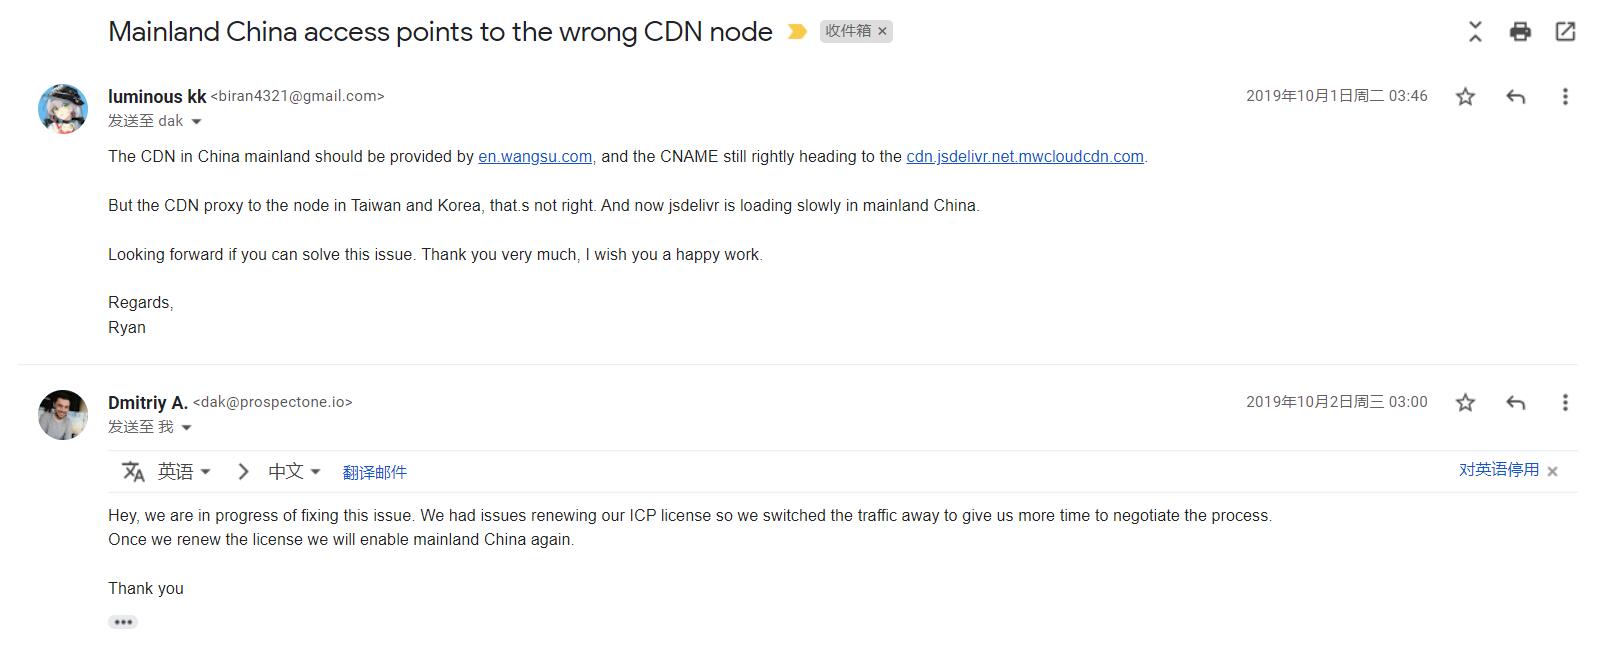 Mainland China access points to the wrong CDN node 收件箱 ×
luminous kk <biran4321@gmail.com> 2019年10月1日周二 03:46
发送至 dak
The CDN in China mainland should be provided by en.wangsu.com, and the CNAME still rightly heading to the cdn.jsdelivr.net.mwcloudcdn.com.
But the CDN proxy to the node in Taiwan and Korea, that.s not right. And now jsdelivr is loading slowly in mainland China.
Looking forward if you can solve this issue. Thank you very much, I wish you a happy work.
Regards,
Ryan
Dmitriy A. <dak@prospectone.io> 2019年10月2日周三 03:00
发送至 我
英语 中文 翻译邮件 对英语停用 ×
Hey, we are in progress of fixing this issue. We had issues renewing our ICP license so we switched the traffic away to give us more time to negotiate the process.
Once we renew the license we will enable mainland China again.
Thank you